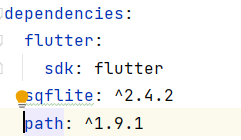 dependencies:
  flutter:
    sdk: flutter
  sqflite: ^2.4.2
  path: ^1.9.1